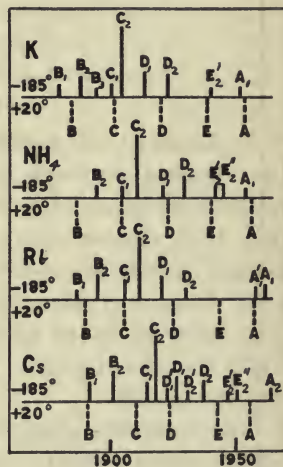 C₂
K B₁ B₂ B₃ C₁ D₁ D₂ E₂′ A₁
-185°
+20°
B C D E A
C₂
NH₄ B₂ C₁ D₁ D₂ E₂′ E₂″ A₁
-185°
+20°
B C D E A
C₂
Rb B₁ B₂ C₁ D₁ D₂ A₁′ A₁
-185°
+20°
B C D E A
C₂
Cs B₁ B₂ C₁ D₁′ D₁″ D₂′ D₂ E₂′ E₂″ A₂
-185°
+20°
B C D E A
1900 1950